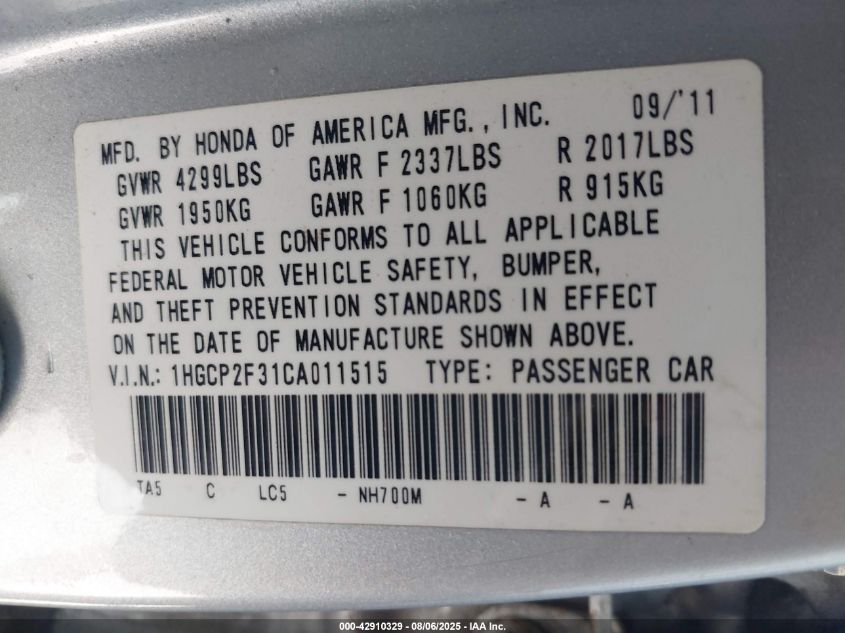 MFD. BY HONDA OF AMERICA MFG., INC. 09/'11
GVWR 4299LBS GAWR F 2337LBS R 2017LBS
GVWR 1950KG GAWR F 1060KG R 915KG
THIS VEHICLE CONFORMS TO ALL APPLICABLE
FEDERAL MOTOR VEHICLE SAFETY, BUMPER,
AND THEFT PREVENTION STANDARDS IN EFFECT
ON THE DATE OF MANUFACTURE SHOWN ABOVE.
V.I.N.: 1HGCP2F31CA011515 TYPE: PASSENGER CAR
TA5 C LC5 - NH700M - A - A
000-42910329 - 08/06/2025 - IAA Inc.